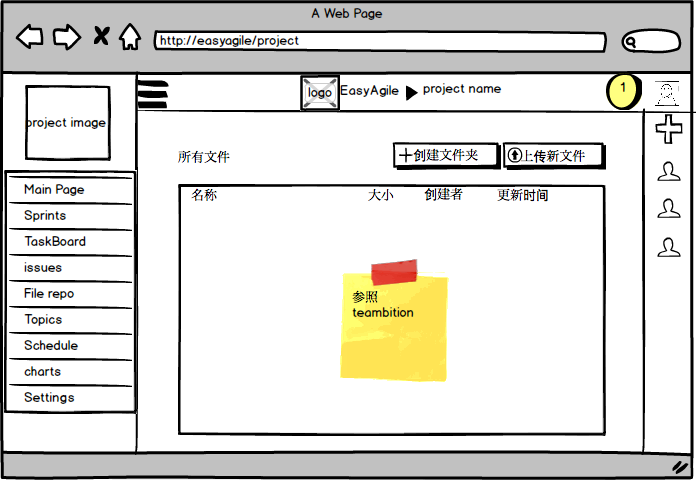 A Web Page
http://easyagile/project
logo
EasyAgile
project name
1
project image
Main Page
Sprints
TaskBoard
issues
File repo
Topics
Schedule
charts
Settings
所有文件
创建文件夹
上传新文件
名称 大小 创建者 更新时间
参照
teambition